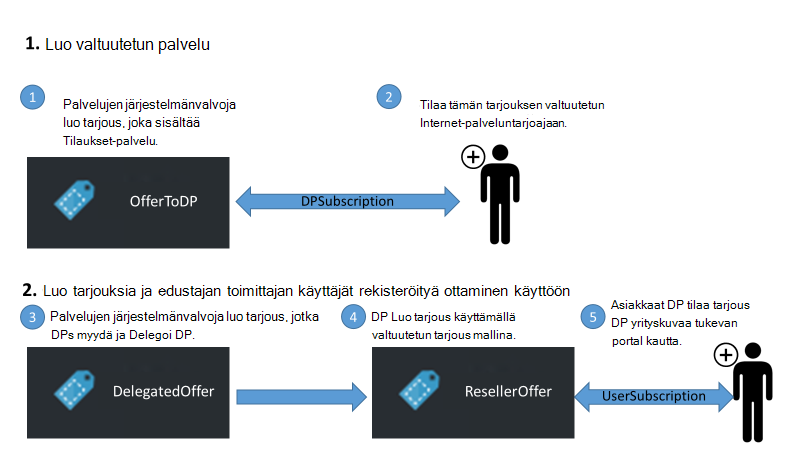 1. Luo valtuutetun palvelu
1
Palvelujen järjestelmänvalvoja
luo tarjous, joka sisältää
Tilaukset-palvelu.
2
Tilaa tämän tarjouksen valtuutetun
Internet-palveluntarjoajaan.
OfferToDP
DPSubscription
2. Luo tarjouksia ja edustajan toimittajan käyttäjät rekisteröityä ottaminen käyttöön
3
Palvelujen järjestelmänvalvoja luo tarjous, jotka
DPs myydä ja Delegoi DP.
4
DP Luo tarjous käyttämällä
valtuutetun tarjous mallina.
5
Asiakkaat DP tilaa tarjous
DP yrityskuvaa tukevan
portal kautta.
DelegatedOffer
ResellerOffer
UserSubscription